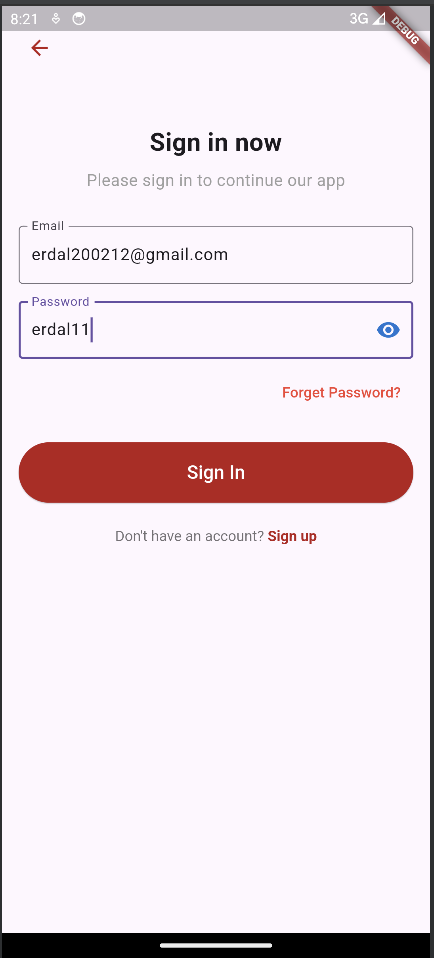 8:21 3G
DEBUG
Sign in now
Please sign in to continue our app
Email
erdal200212@gmail.com
Password
erdal11
Forget Password?
Sign In
Don't have an account? Sign up